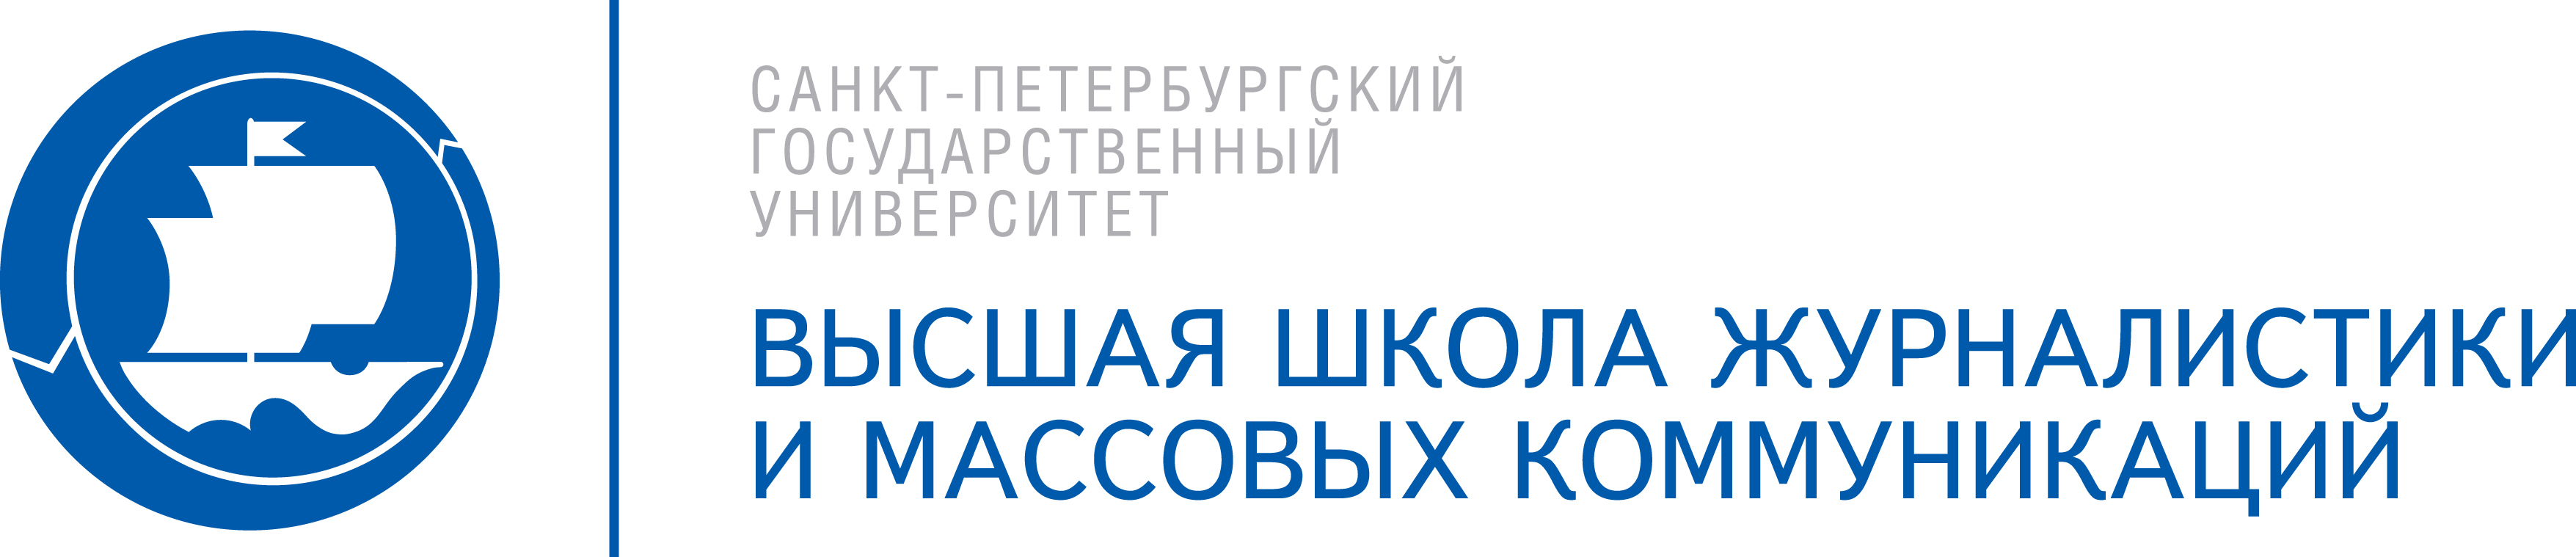 САНКТ-ПЕТЕРБУРГСКИЙ
ГОСУДАРСТВЕННЫЙ
УНИВЕРСИТЕТ
ВЫСШАЯ ШКОЛА ЖУРНАЛИСТИКИ
И МАССОВЫХ КОММУНИКАЦИЙ